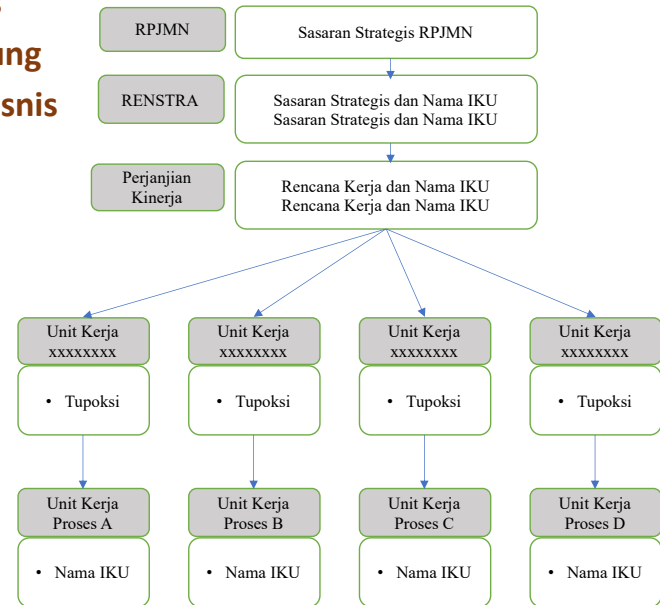 RPJMN
Sasaran Strategis RPJMN
RENSTRA
Sasaran Strategis dan Nama IKU
Sasaran Strategis dan Nama IKU
Perjanjian
Kinerja
Rencana Kerja dan Nama IKU
Rencana Kerja dan Nama IKU
Unit Kerja
xxxxxxxx
• Tupoksi
Unit Kerja
xxxxxxxx
• Tupoksi
Unit Kerja
xxxxxxxx
• Tupoksi
Unit Kerja
xxxxxxxx
• Tupoksi
Unit Kerja
Proses A
• Nama IKU
Unit Kerja
Proses B
• Nama IKU
Unit Kerja
Proses C
• Nama IKU
Unit Kerja
Proses D
• Nama IKU